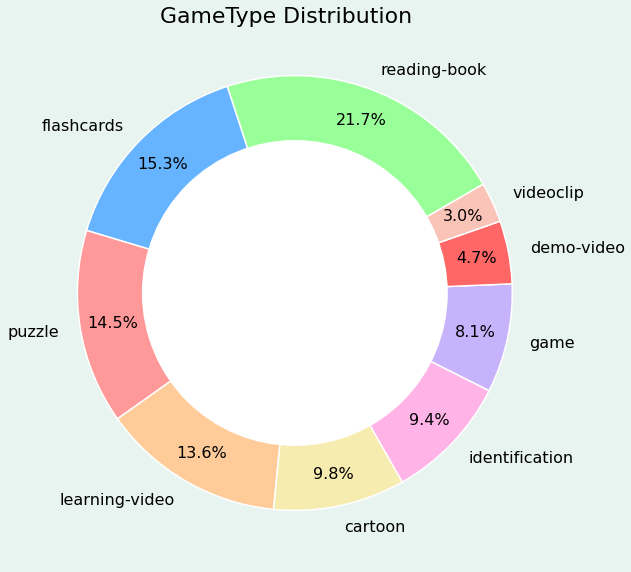 GameType Distribution
reading-book
21.7%
flashcards
15.3%
videoclip
3.0%
demo-video
4.7%
puzzle
14.5%
game
8.1%
identification
9.4%
learning-video
13.6%
cartoon
9.8%